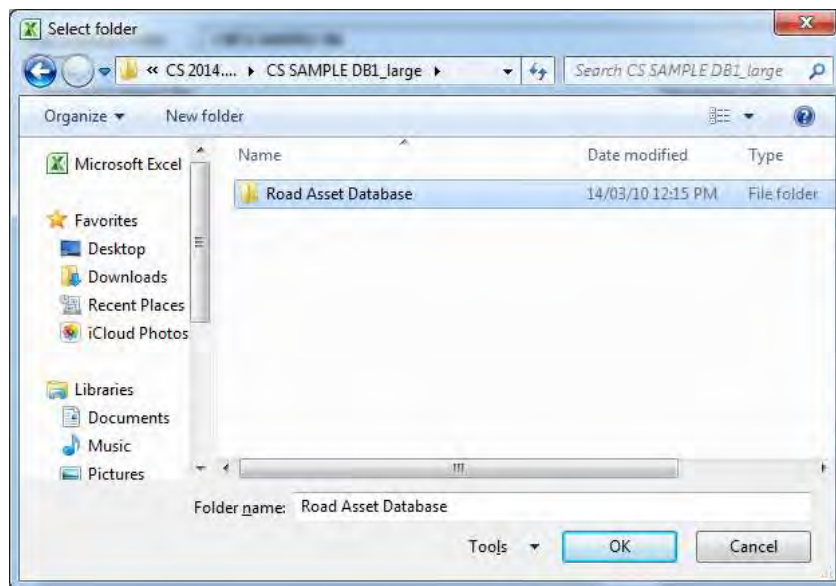 Select folder
« CS 2014.... ▸ CS SAMPLE DB1_large ▸ Search CS SAMPLE DB1_large
Organize New folder
Microsoft Excel
Favorites
Desktop
Downloads
Recent Places
iCloud Photos
Libraries
Documents
Music
Pictures
Name Date modified Type
Road Asset Database 14/03/10 12:15 PM File folder
Folder name: Road Asset Database
Tools OK Cancel